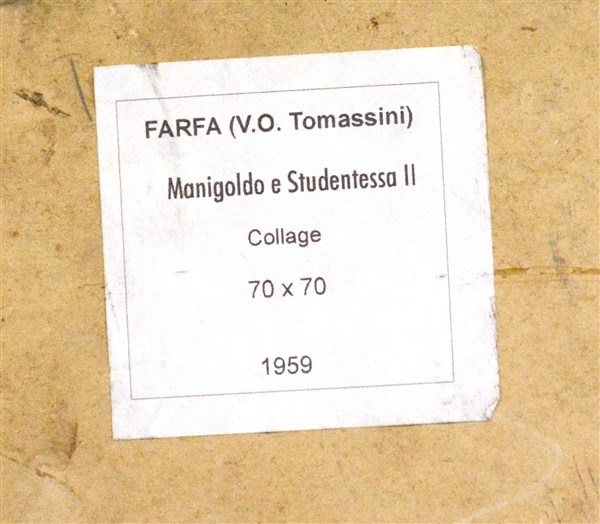 FARFA (V.O. Tomassini)
Manigoldo e Studentessa II
Collage
70 x 70
1959